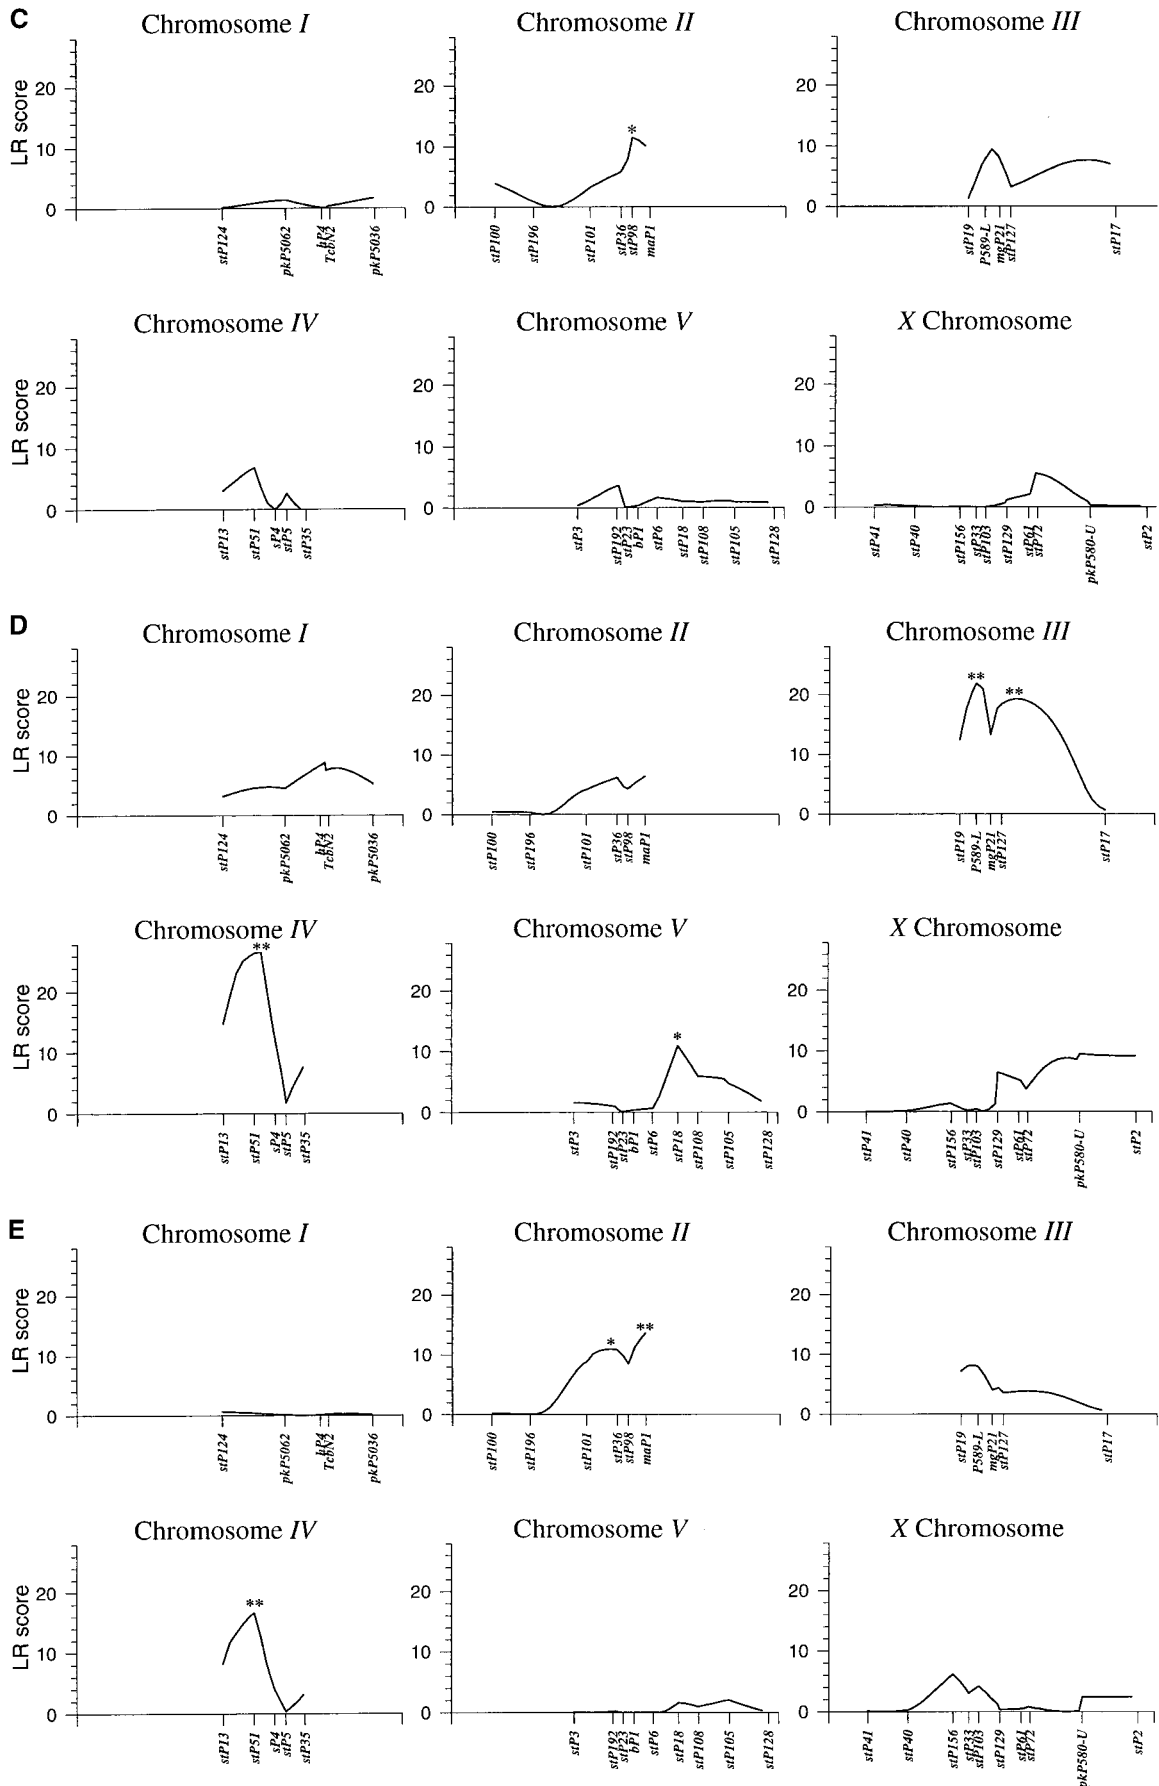 C
Chromosome I
Chromosome II
Chromosome III
LR score
20
10
0
20
10
0
20
10
0
stP124
pkP5062
hP4
TcbN2
pkP5036
stP100
stP196
stP101
stP36
stP98
*
maP1
stP19
P589-L
mgP21
stP127
stP17
Chromosome IV
Chromosome V
X Chromosome
LR score
20
10
0
20
10
0
20
10
0
stP13
stP51
sP4
stP5
stP35
stP3
stP192
stP23
bP1
stP6
stP18
stP108
stP105
stP128
stP41
stP40
stP156
stP33
stP103
stP129
stP61
stP72
pkP580-U
stP2
D
Chromosome I
Chromosome II
Chromosome III
LR score
20
10
0
20
10
0
20
10
0
**
**
stP124
pkP5062
hP4
TcbN2
pkP5036
stP100
stP196
stP101
stP36
stP98
maP1
stP19
P589-L
mgP21
stP127
stP17
Chromosome IV
Chromosome V
X Chromosome
LR score
20
10
0
**
20
10
0
*
20
10
0
stP13
stP51
sP4
stP5
stP35
stP3
stP192
stP23
bP1
stP6
stP18
stP108
stP105
stP128
stP41
stP40
stP156
stP33
stP103
stP129
stP61
stP72
pkP580-U
stP2
E
Chromosome I
Chromosome II
Chromosome III
LR score
20
10
0
20
10
0
*
**
20
10
0
stP124
pkP5062
hP4
TcbN2
pkP5036
stP100
stP196
stP101
stP36
stP98
maP1
stP19
P589-L
mgP21
stP127
stP17
Chromosome IV
Chromosome V
X Chromosome
LR score
20
10
0
**
20
10
0
20
10
0
stP13
stP51
sP4
stP5
stP35
stP3
stP192
stP23
bP1
stP6
stP18
stP108
stP105
stP128
stP41
stP40
stP156
stP33
stP103
stP129
stP61
stP72
pkP580-U
stP2